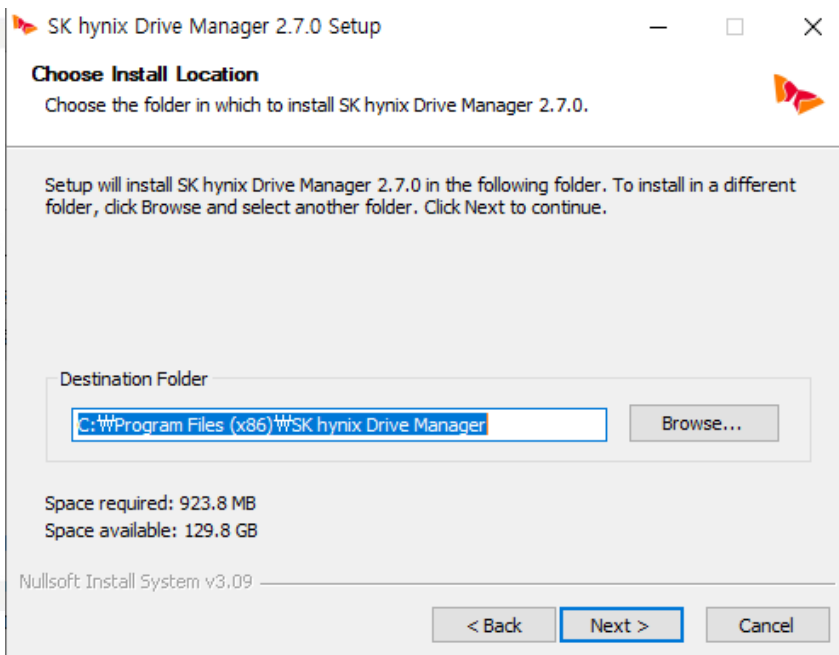 SK hynix Drive Manager 2.7.0 Setup
Choose Install Location
Choose the folder in which to install SK hynix Drive Manager 2.7.0.
Setup will install SK hynix Drive Manager 2.7.0 in the following folder. To install in a different
folder, click Browse and select another folder. Click Next to continue.
Destination Folder
C:₩Program Files (x86)₩SK hynix Drive Manager
Browse...
Space required: 923.8 MB
Space available: 129.8 GB
Nullsoft Install System v3.09
< Back
Next >
Cancel